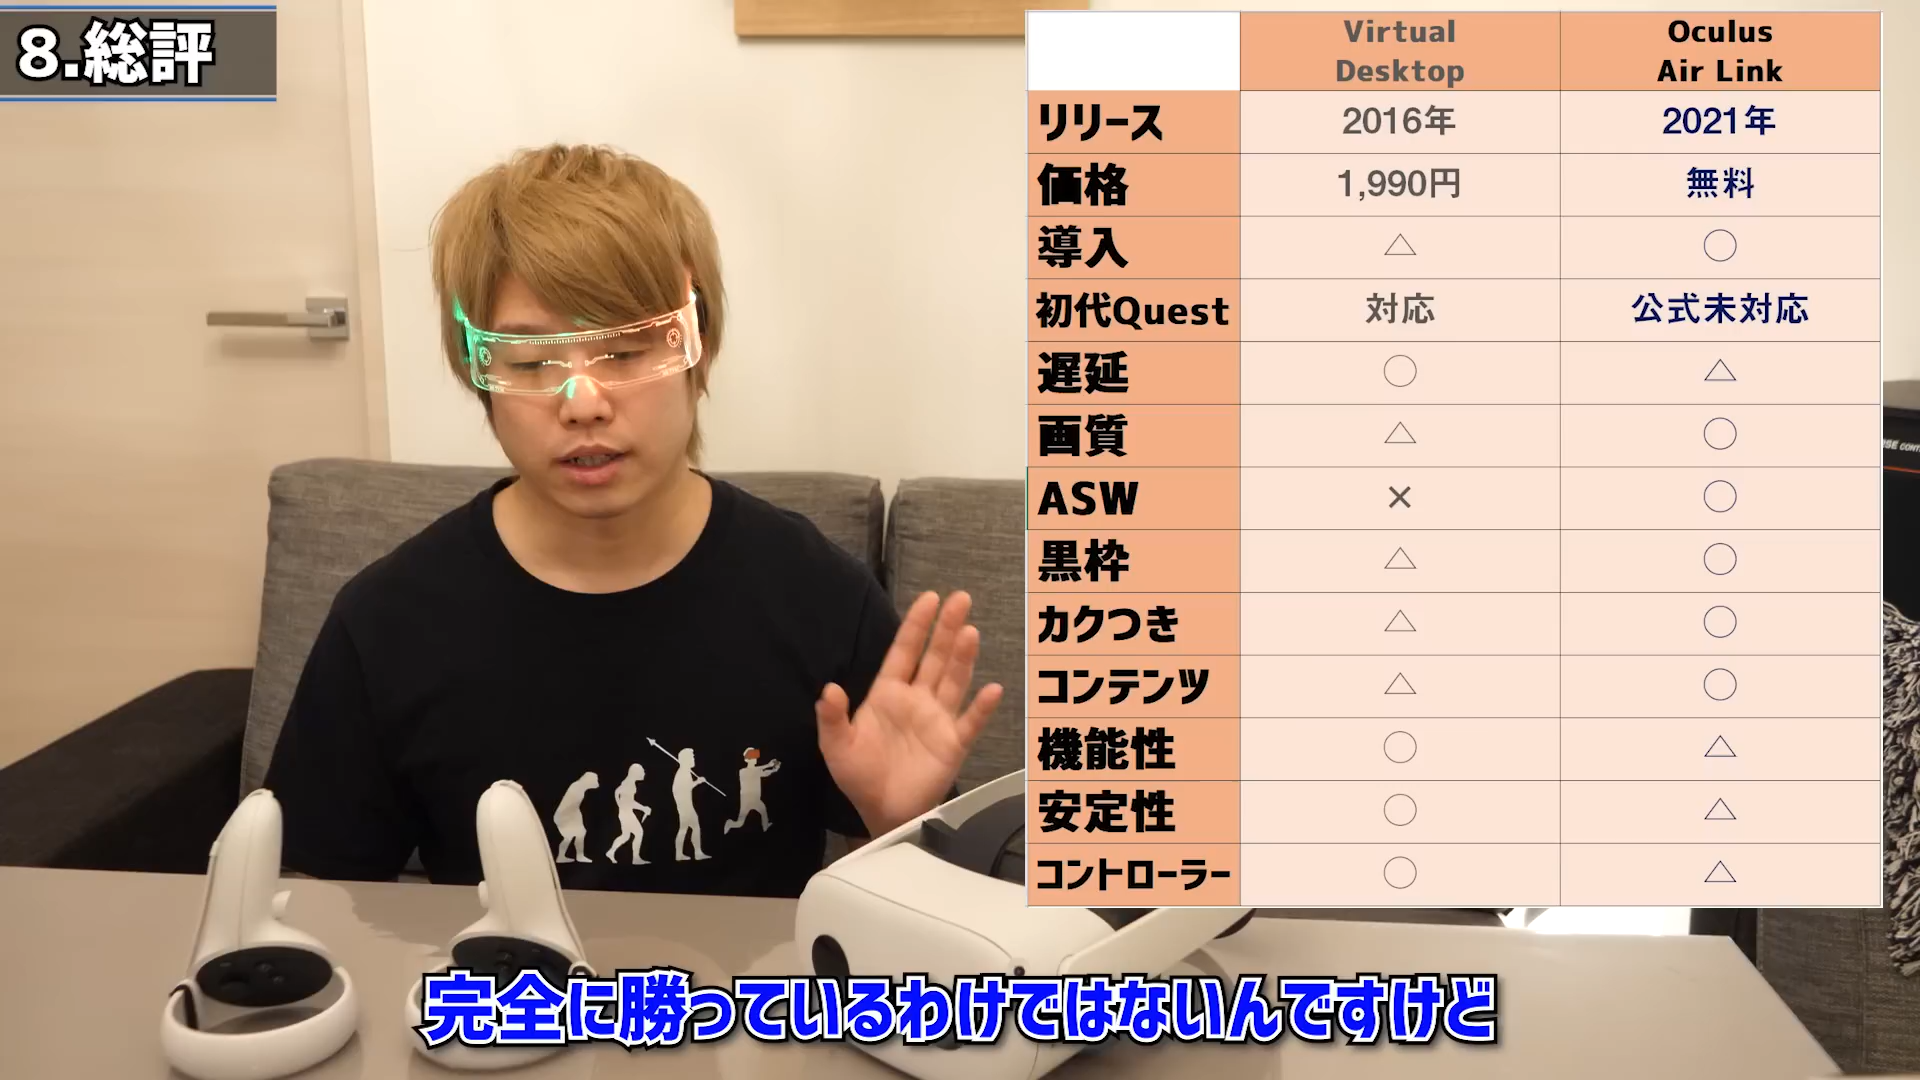 8.総評
Virtual Desktop Oculus Air Link
リリース 2016年 2021年
価格 1,990円 無料
導入 △ ○
初代Quest 対応 公式未対応
遅延 ○ △
画質 △ ○
ASW × ○
黒枠 △ ○
カクつき △ ○
コンテンツ △ ○
機能性 ○ △
安定性 ○ △
コントローラー ○ △
完全に勝っているわけではないんですけど